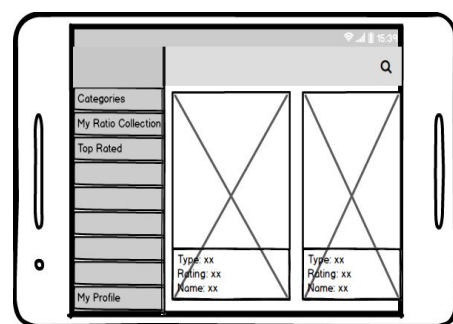 15:39
Categories
My Ratio Collection
Top Rated
My Profile
Type: xx
Rating: xx
Name: xx
Type: xx
Rating: xx
Name: xx